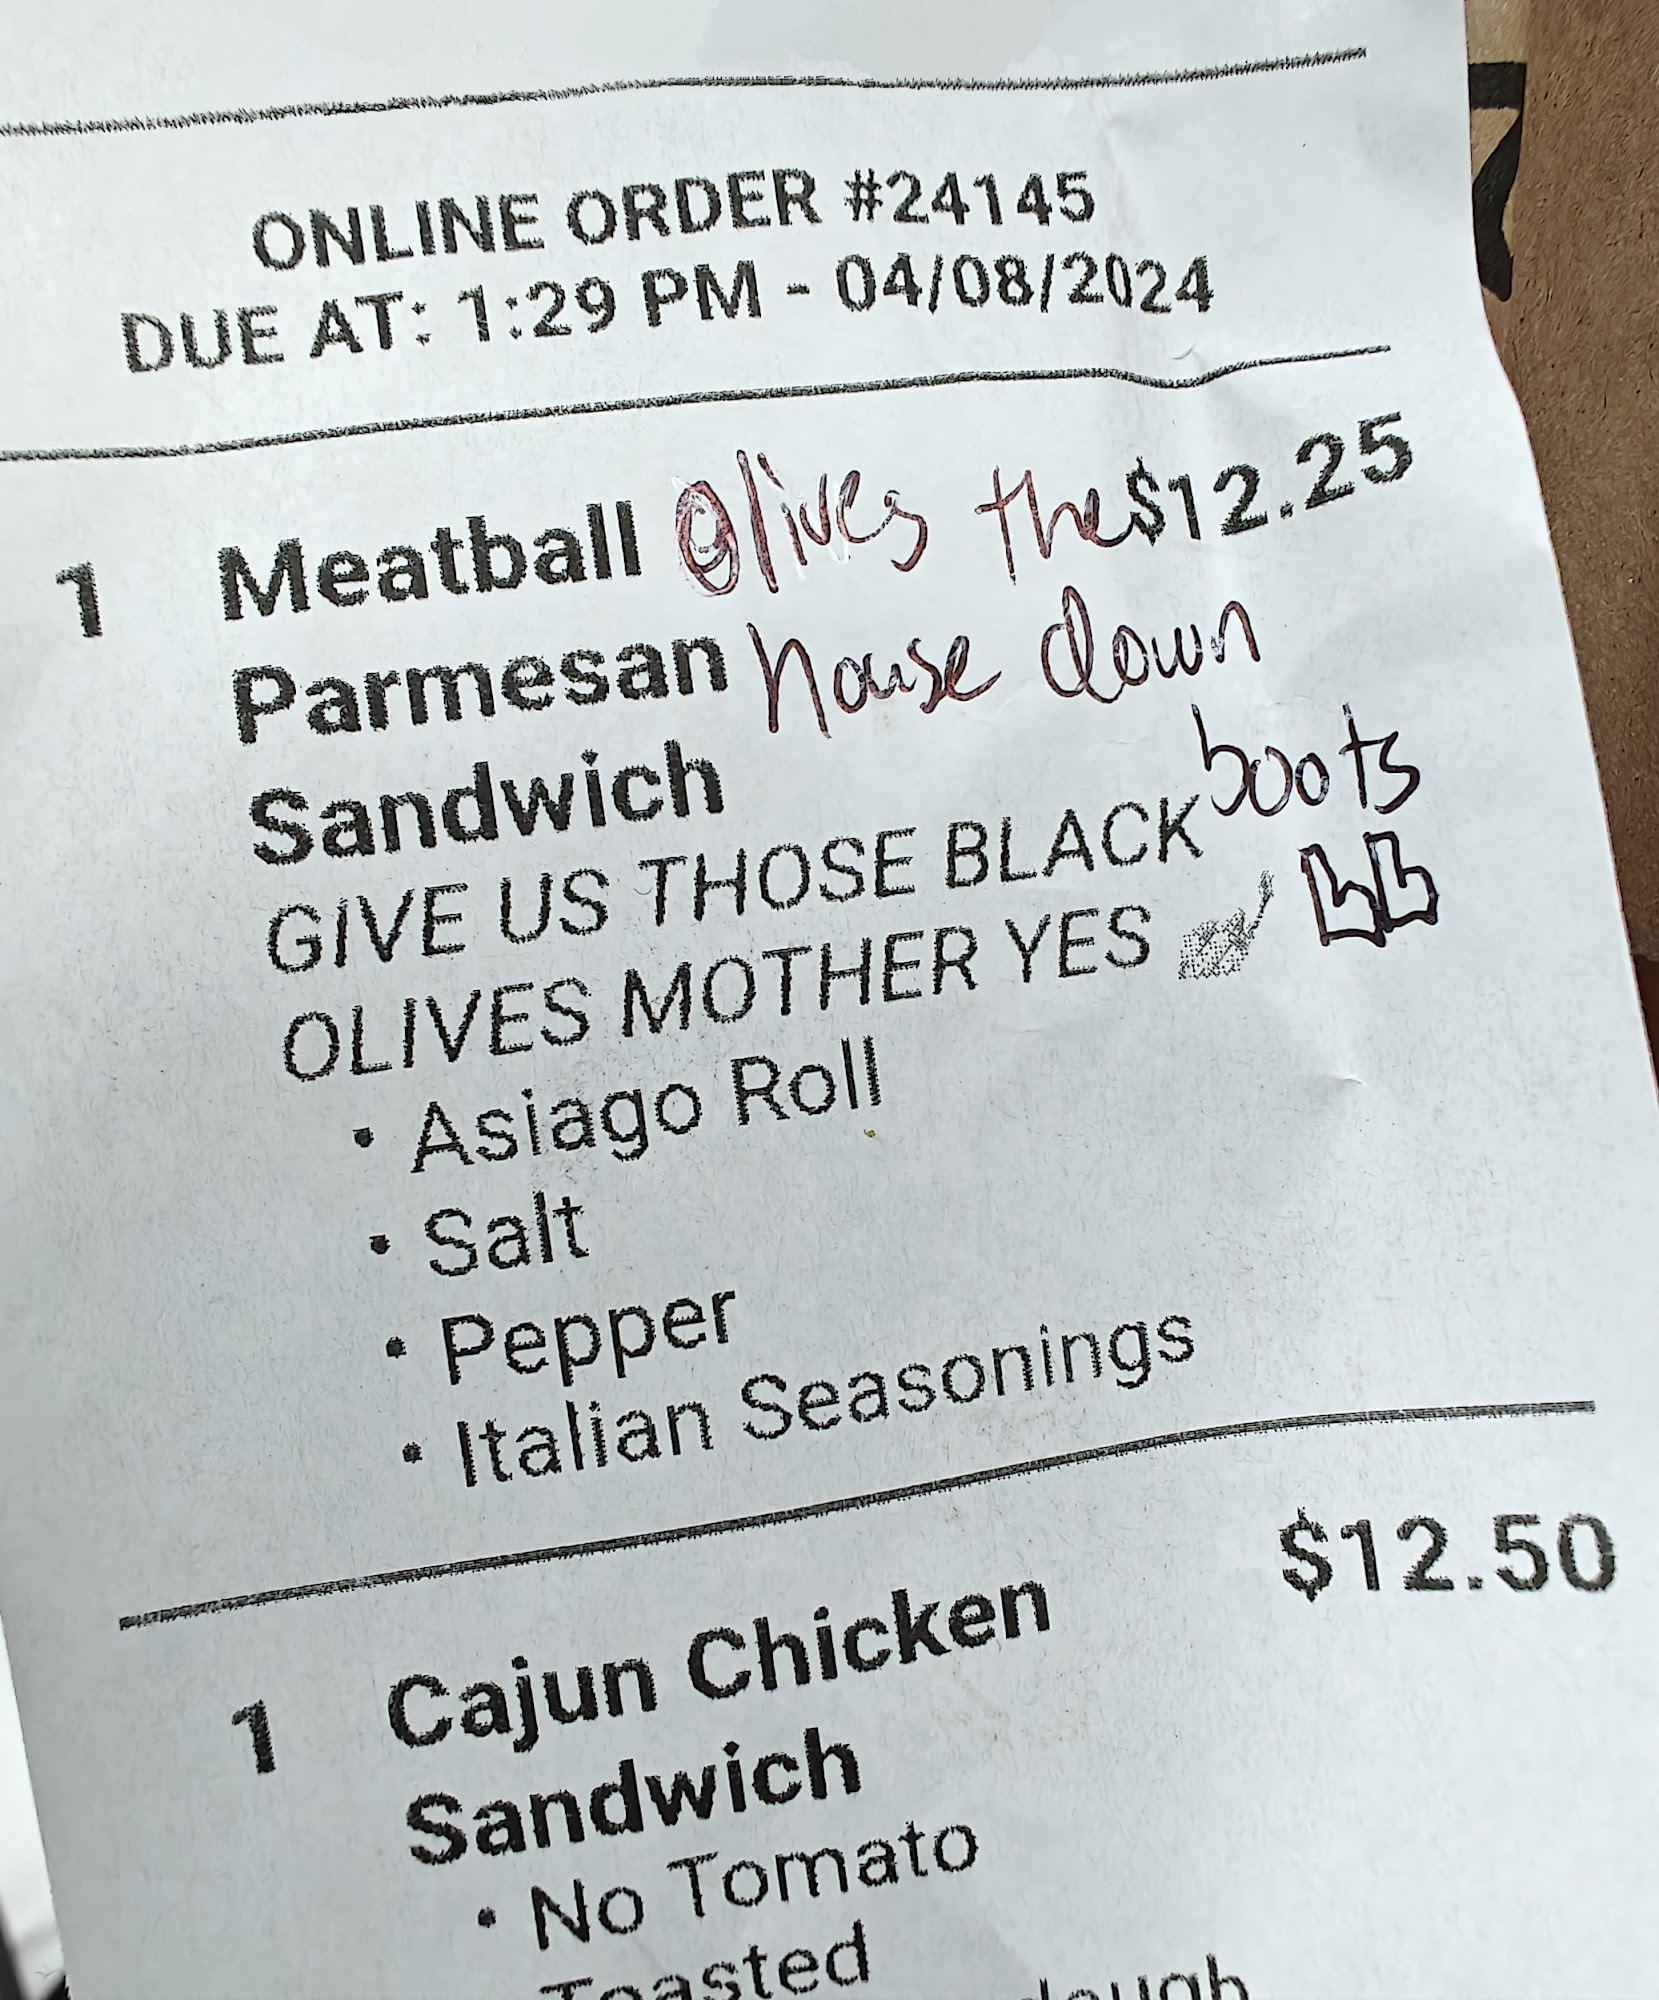 ONLINE ORDER #24145
DUE AT: 1:29 PM - 04/08/2024
1 Meatball Olives the $12.25
Parmesan house down
Sandwich boots
GIVE US THOSE BLACK
OLIVES MOTHER YES
• Asiago Roll
• Salt
• Pepper
• Italian Seasonings
1 Cajun Chicken $12.50
Sandwich
• No Tomato
Toasted